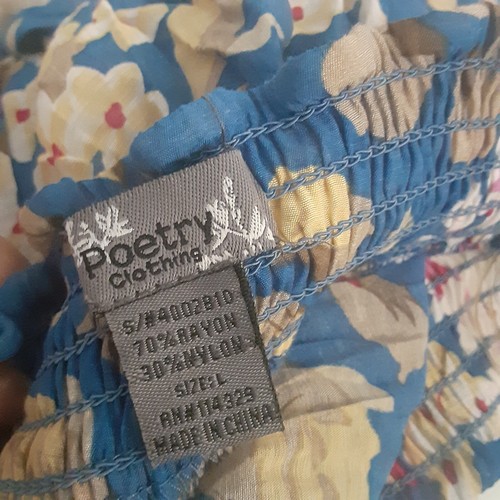 Poetry
Clothing
S/#4002810
70%RAYON
30%NYLON
SIZE:L
RN#114329
MADE IN CHINA